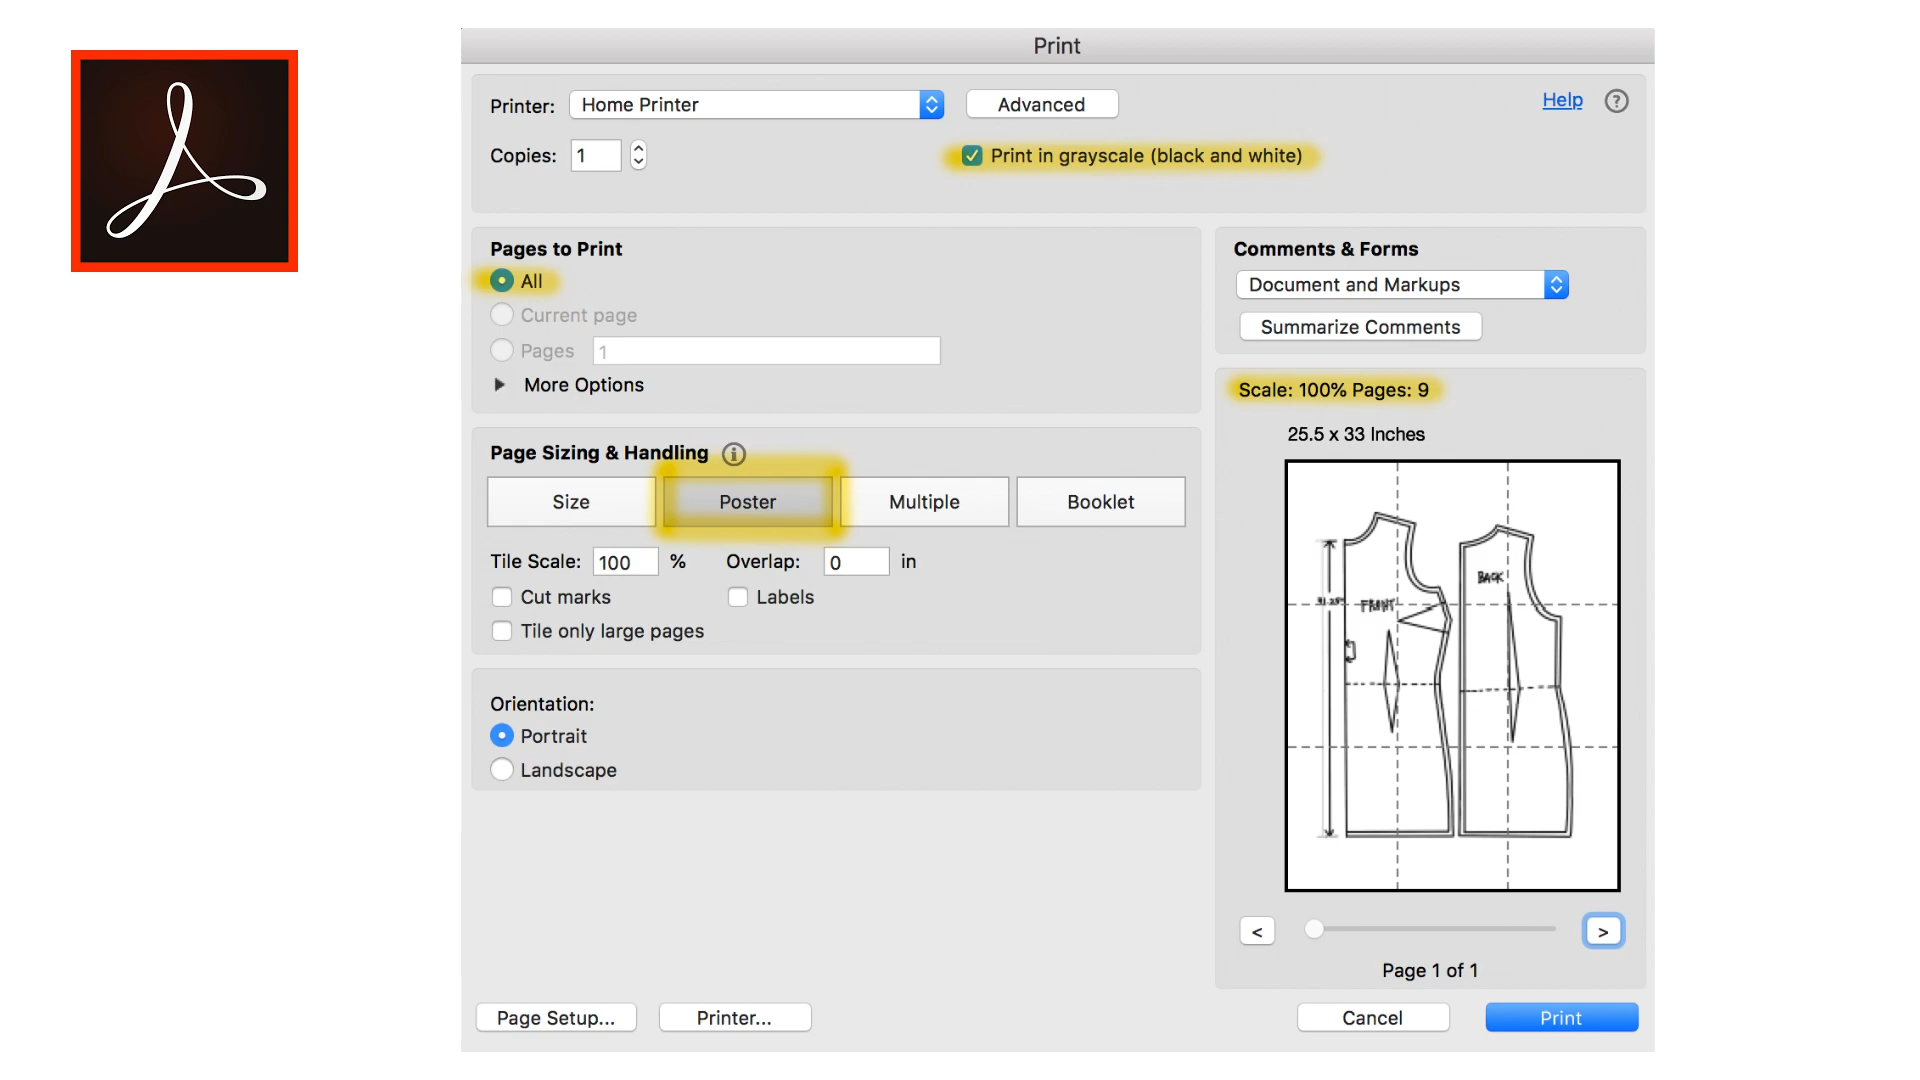 Print
Printer: Home Printer Advanced Help ?
Copies: 1 Print in grayscale (black and white)
Pages to Print
All
Current page
Pages 1
More Options
Comments & Forms
Document and Markups
Summarize Comments
Page Sizing & Handling i
Size Poster Multiple Booklet
Tile Scale: 100 % Overlap: 0 in
Cut marks Labels
Tile only large pages
Orientation:
Portrait
Landscape
Scale: 100% Pages: 9
25.5 x 33 Inches
BACK
FRONT
< >
Page 1 of 1
Page Setup... Printer... Cancel Print